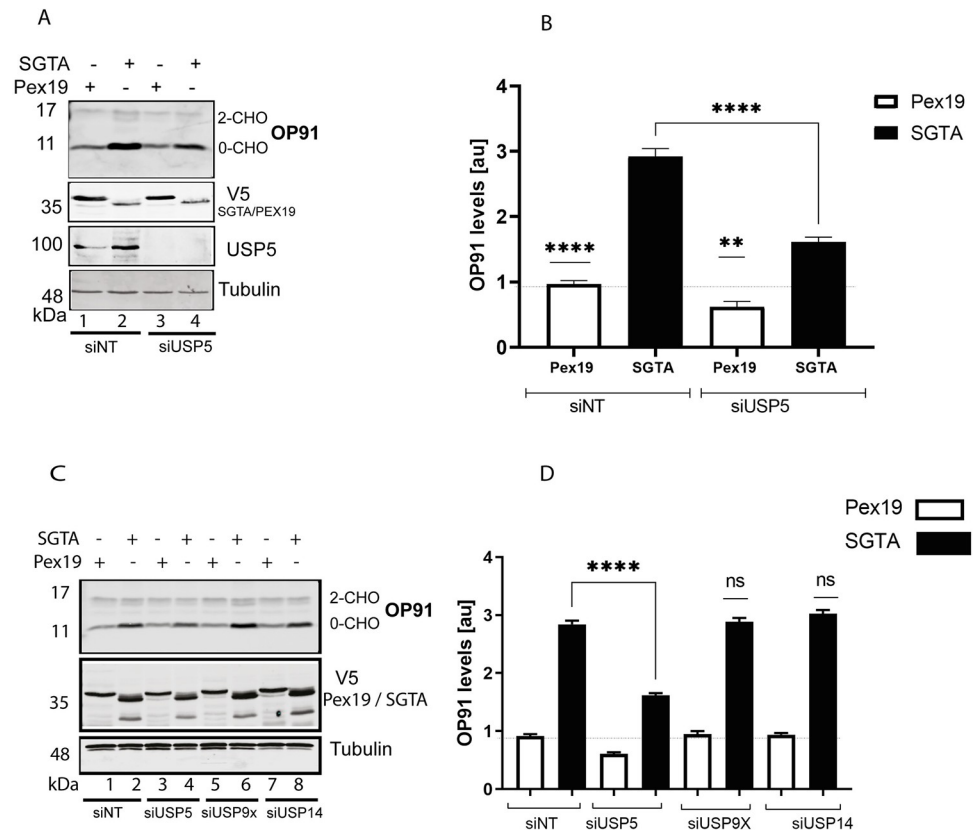 A
SGTA - + - +
Pex19 + - + -
17
2-CHO
OP91
11
0-CHO
V5
35
SGTA/PEX19
100
USP5
Tubulin
48
kDa
1 2 3 4
siNT siUSP5
B
4
3
2
1
0
OP91 levels [au]
****
****
**
Pex19
SGTA
Pex19 SGTA Pex19 SGTA
siNT siUSP5
C
SGTA - + - + - + - +
Pex19 + - + - + - + -
17
2-CHO
OP91
0-CHO
11
V5
Pex19 / SGTA
35
Tubulin
48
kDa
1 2 3 4 5 6 7 8
siNT siUSP5 siUSP9x siUSP14
D
Pex19
SGTA
4
3
2
1
0
OP91 levels [au]
****
ns
ns
siNT siUSP5 siUSP9X siUSP14